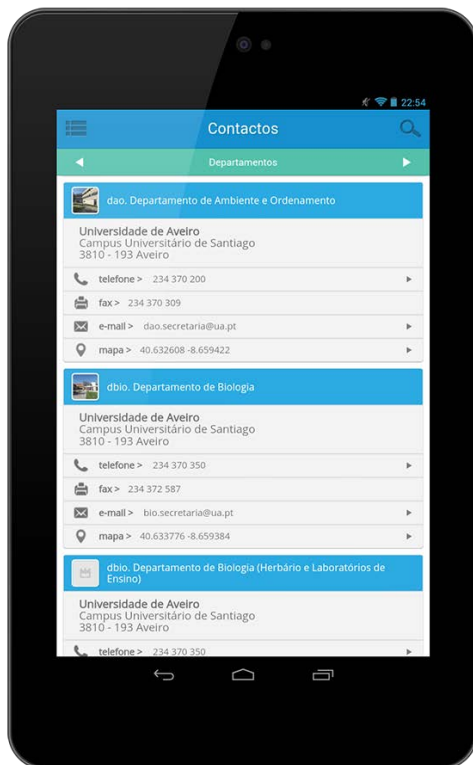 22:54
Contactos
Departamentos
dao. Departamento de Ambiente e Ordenamento
Universidade de Aveiro
Campus Universitário de Santiago
3810 - 193 Aveiro
telefone > 234 370 200
fax > 234 370 309
e-mail > dao.secretaria@ua.pt
mapa > 40.632608 -8.659422
dbio. Departamento de Biologia
Universidade de Aveiro
Campus Universitário de Santiago
3810 - 193 Aveiro
telefone > 234 370 350
fax > 234 372 587
e-mail > bio.secretaria@ua.pt
mapa > 40.633776 -8.659384
dbio. Departamento de Biologia (Herbário e Laboratórios de
Ensino)
Universidade de Aveiro
Campus Universitário de Santiago
3810 - 193 Aveiro
telefone > 234 370 350